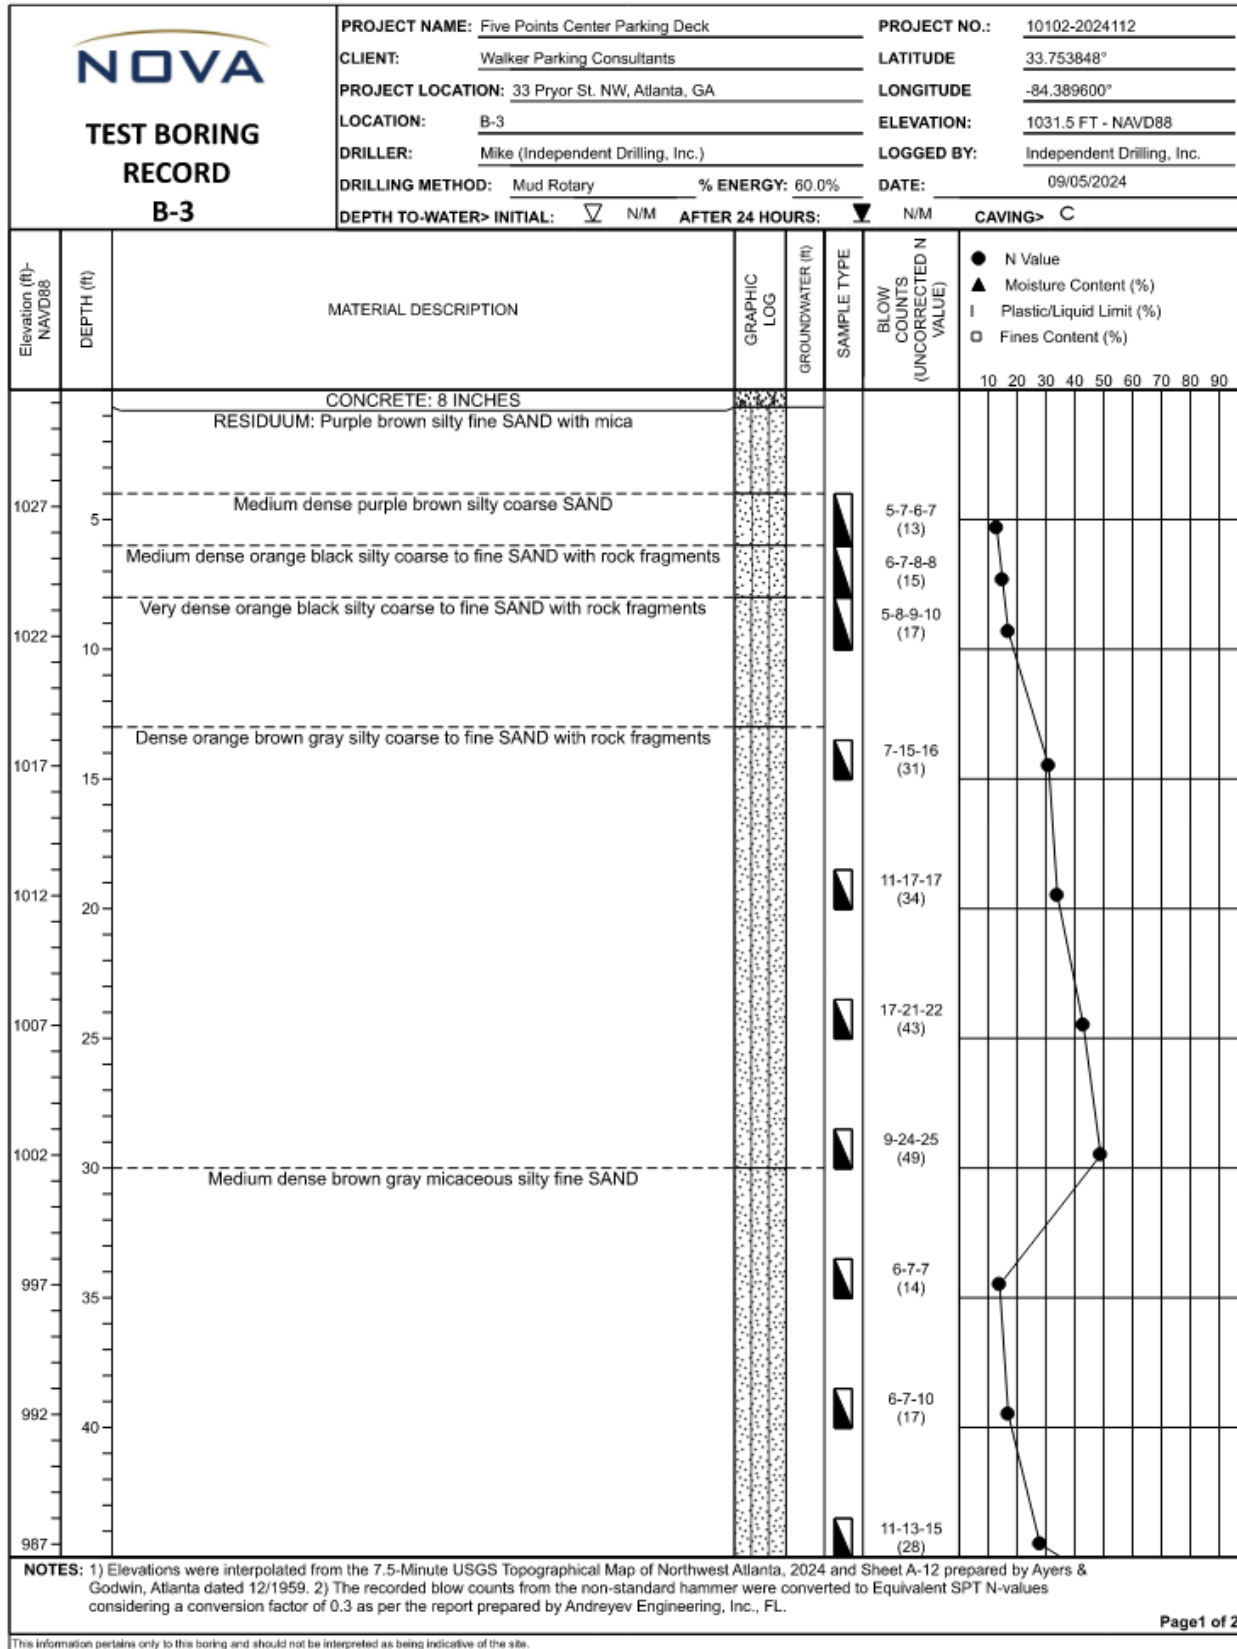 NOVA
TEST BORING
RECORD
B-3
PROJECT NAME: Five Points Center Parking Deck PROJECT NO.: 10102-2024112
CLIENT: Walker Parking Consultants LATITUDE 33.753848°
PROJECT LOCATION: 33 Pryor St. NW, Atlanta, GA LONGITUDE -84.389600°
LOCATION: B-3 ELEVATION: 1031.5 FT - NAVD88
DRILLER: Mike (Independent Drilling, Inc.) LOGGED BY: Independent Drilling, Inc.
DRILLING METHOD: Mud Rotary % ENERGY: 60.0% DATE: 09/05/2024
DEPTH TO-WATER> INITIAL: N/M AFTER 24 HOURS: N/M CAVING> C
Elevation (ft)-
NAVD88
DEPTH (ft)
MATERIAL DESCRIPTION
GRAPHIC
LOG
GROUNDWATER (ft)
SAMPLE TYPE
BLOW
COUNTS
(UNCORRECTED N
VALUE)
N Value
Moisture Content (%)
Plastic/Liquid Limit (%)
Fines Content (%)
10 20 30 40 50 60 70 80 90
CONCRETE: 8 INCHES
RESIDUUM: Purple brown silty fine SAND with mica
1027
Medium dense purple brown silty coarse SAND
5
5-7-6-7
(13)
Medium dense orange black silty coarse to fine SAND with rock fragments
6-7-8-8
(15)
Very dense orange black silty coarse to fine SAND with rock fragments
5-8-9-10
(17)
1022
10
Dense orange brown gray silty coarse to fine SAND with rock fragments
1017
15
7-15-16
(31)
1012
20
11-17-17
(34)
1007
25
17-21-22
(43)
1002
30
9-24-25
(49)
Medium dense brown gray micaceous silty fine SAND
997
35
6-7-7
(14)
992
40
6-7-10
(17)
987
11-13-15
(28)
NOTES: 1) Elevations were interpolated from the 7.5-Minute USGS Topographical Map of Northwest Atlanta, 2024 and Sheet A-12 prepared by Ayers &
Godwin, Atlanta dated 12/1959. 2) The recorded blow counts from the non-standard hammer were converted to Equivalent SPT N-values
considering a conversion factor of 0.3 as per the report prepared by Andreyev Engineering, Inc., FL.
Page1 of 2
This information pertains only to this boring and should not be interpreted as being indicative of the site.